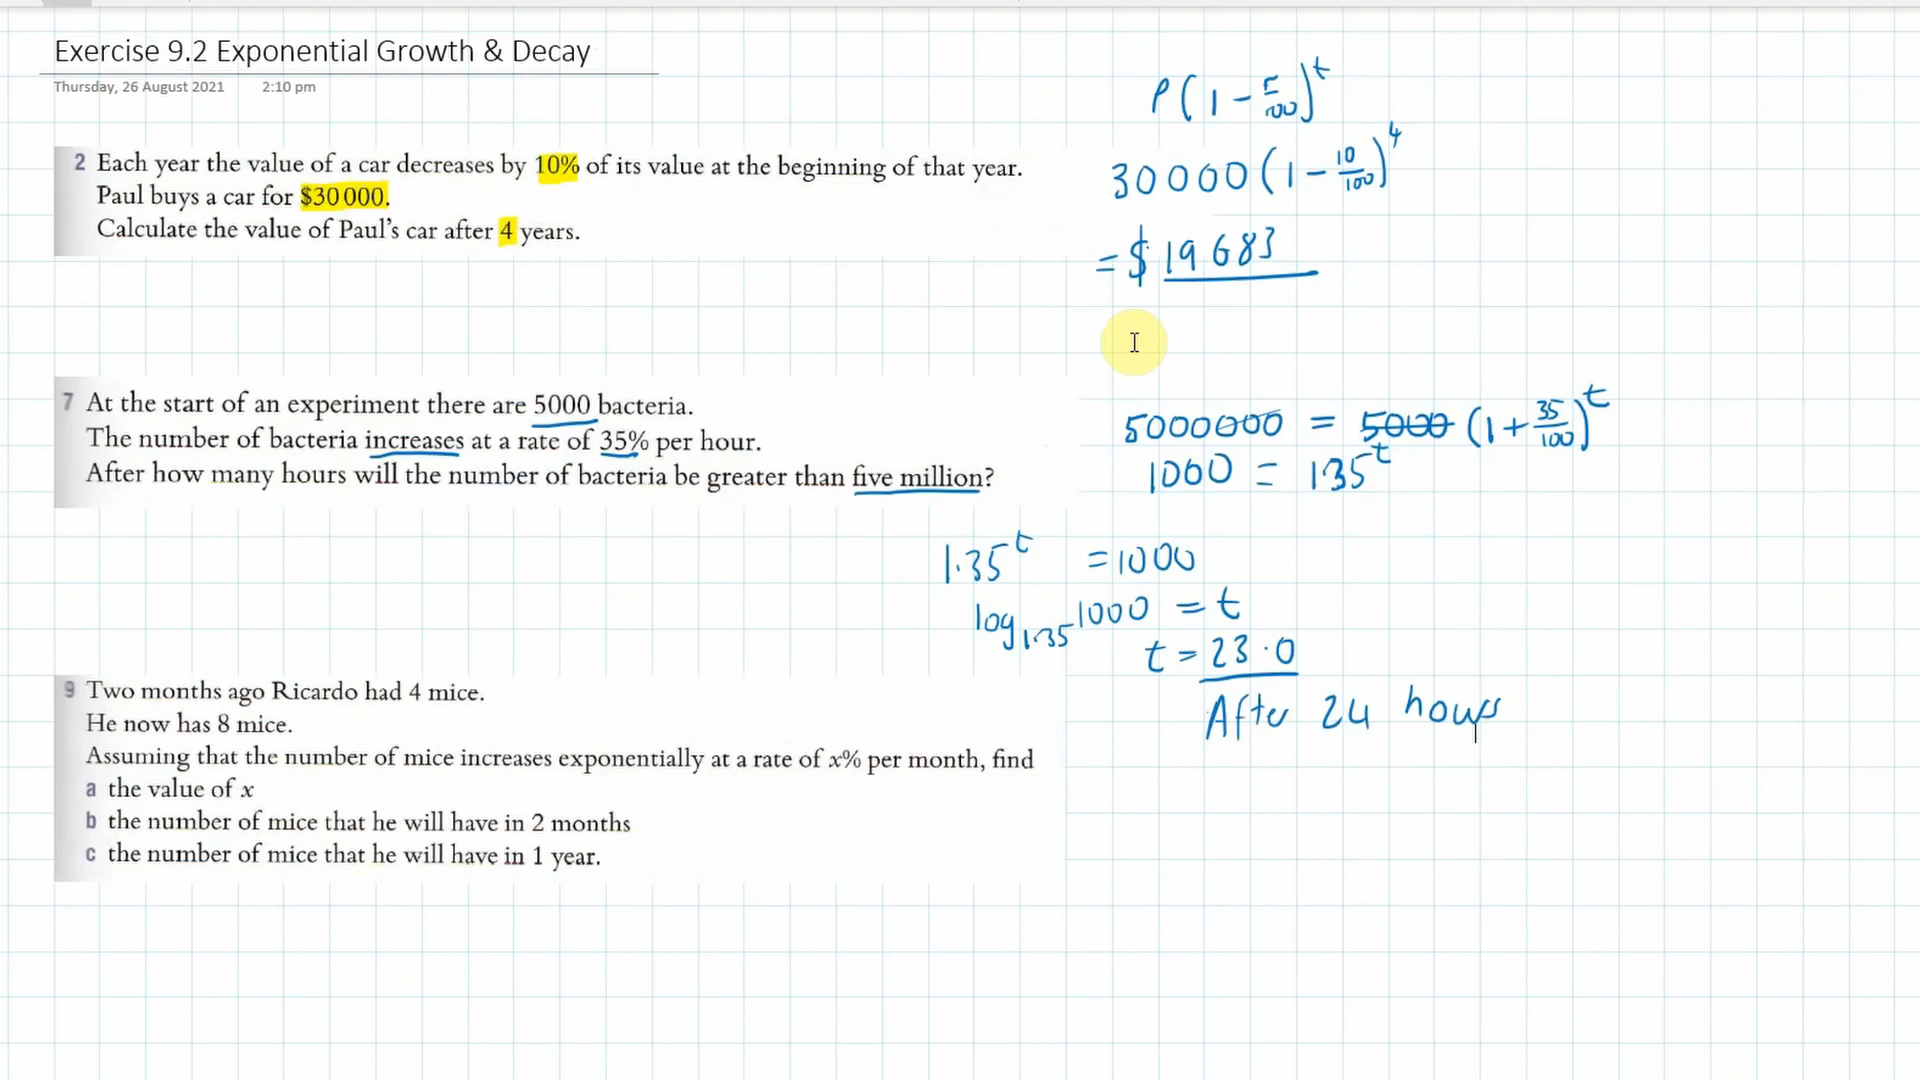 Exercise 9.2 Exponential Growth & Decay
Thursday, 26 August 2021 2:10 pm
2 Each year the value of a car decreases by 10% of its value at the beginning of that year.
Paul buys a car for $30 000.
Calculate the value of Paul's car after 4 years.
P(1 - r/100)^t
30000(1 - 10/100)^4
= $ 19683
7 At the start of an experiment there are 5000 bacteria.
The number of bacteria increases at a rate of 35% per hour.
After how many hours will the number of bacteria be greater than five million?
5000000 = 5000 (1 + 35/100)^t
1000 = 1.35^t
1.35^t = 1000
log_1.35 1000 = t
t = 23.0
After 24 hours
9 Two months ago Ricardo had 4 mice.
He now has 8 mice.
Assuming that the number of mice increases exponentially at a rate of x% per month, find
a the value of x
b the number of mice that he will have in 2 months
c the number of mice that he will have in 1 year.